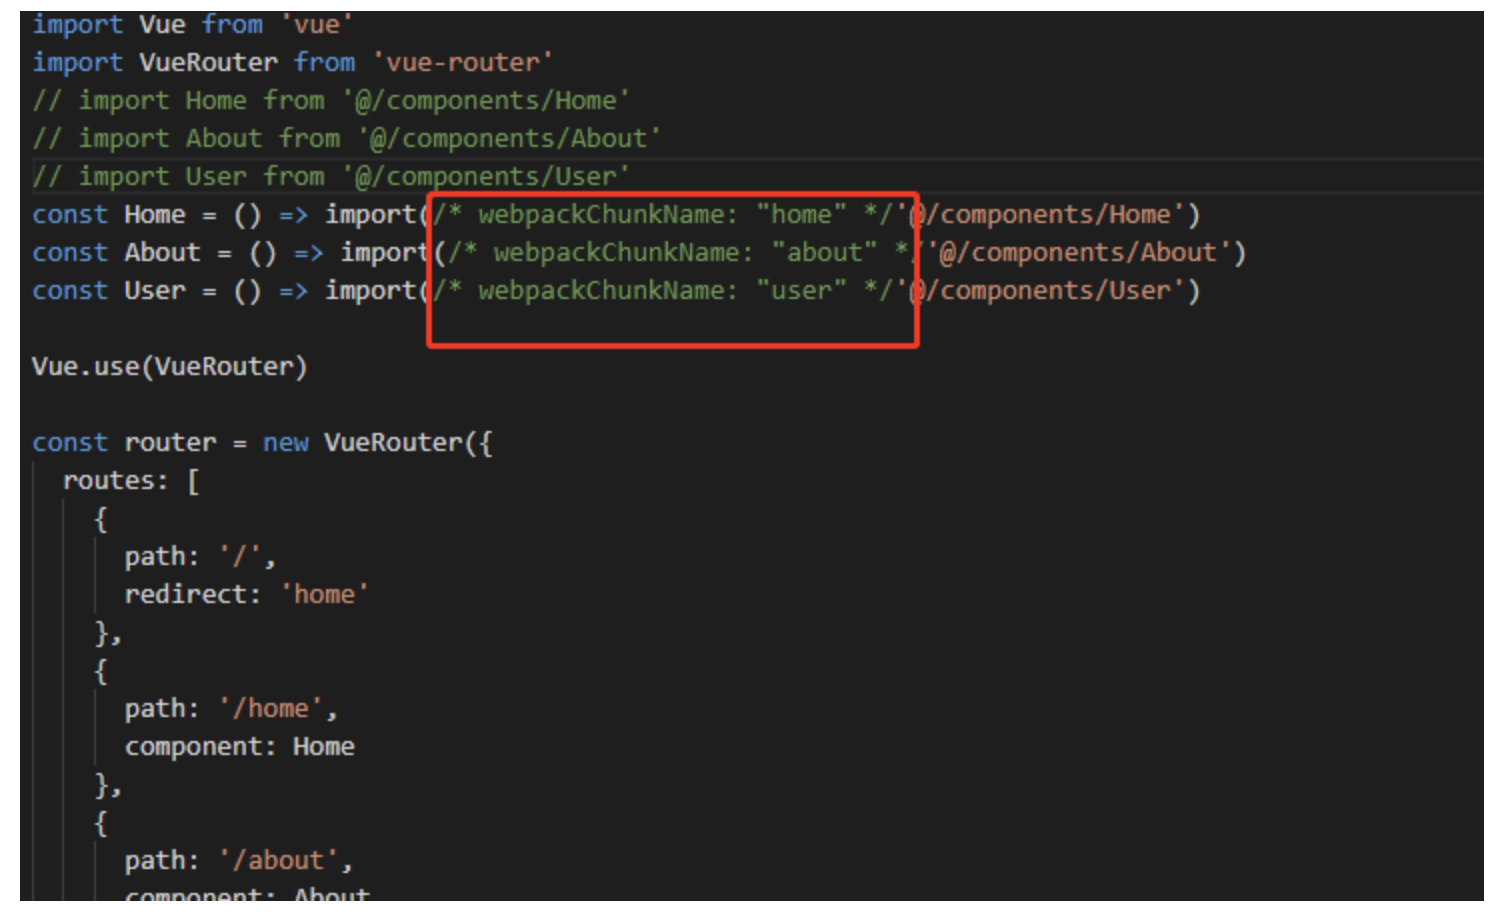 import Vue from 'vue'
import VueRouter from 'vue-router'
// import Home from '@/components/Home'
// import About from '@/components/About'
// import User from '@/components/User'
const Home = () => import(/* webpackChunkName: "home" */'@/components/Home')
const About = () => import(/* webpackChunkName: "about" */'@/components/About')
const User = () => import(/* webpackChunkName: "user" */'@/components/User')
Vue.use(VueRouter)
const router = new VueRouter({
routes: [
{
path: '/',
redirect: 'home'
},
{
path: '/home',
component: Home
},
{
path: '/about',
component: About